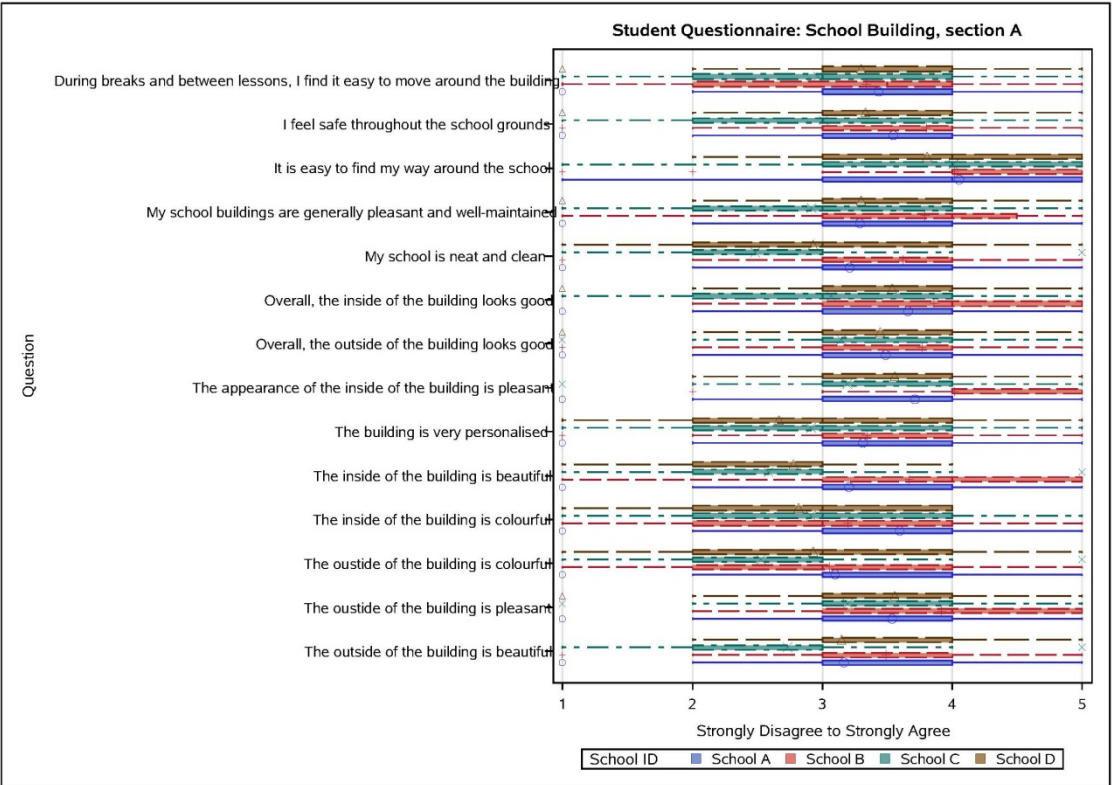 Student Questionnaire: School Building, section A
Question
During breaks and between lessons, I find it easy to move around the building
I feel safe throughout the school grounds
It is easy to find my way around the school
My school buildings are generally pleasant and well-maintained
My school is neat and clean
Overall, the inside of the building looks good
Overall, the outside of the building looks good
The appearance of the inside of the building is pleasant
The building is very personalised
The inside of the building is beautiful
The inside of the building is colourful
The oustide of the building is colourful
The oustide of the building is pleasant
The outside of the building is beautiful
1 2 3 4 5
Strongly Disagree to Strongly Agree
School ID School A School B School C School D